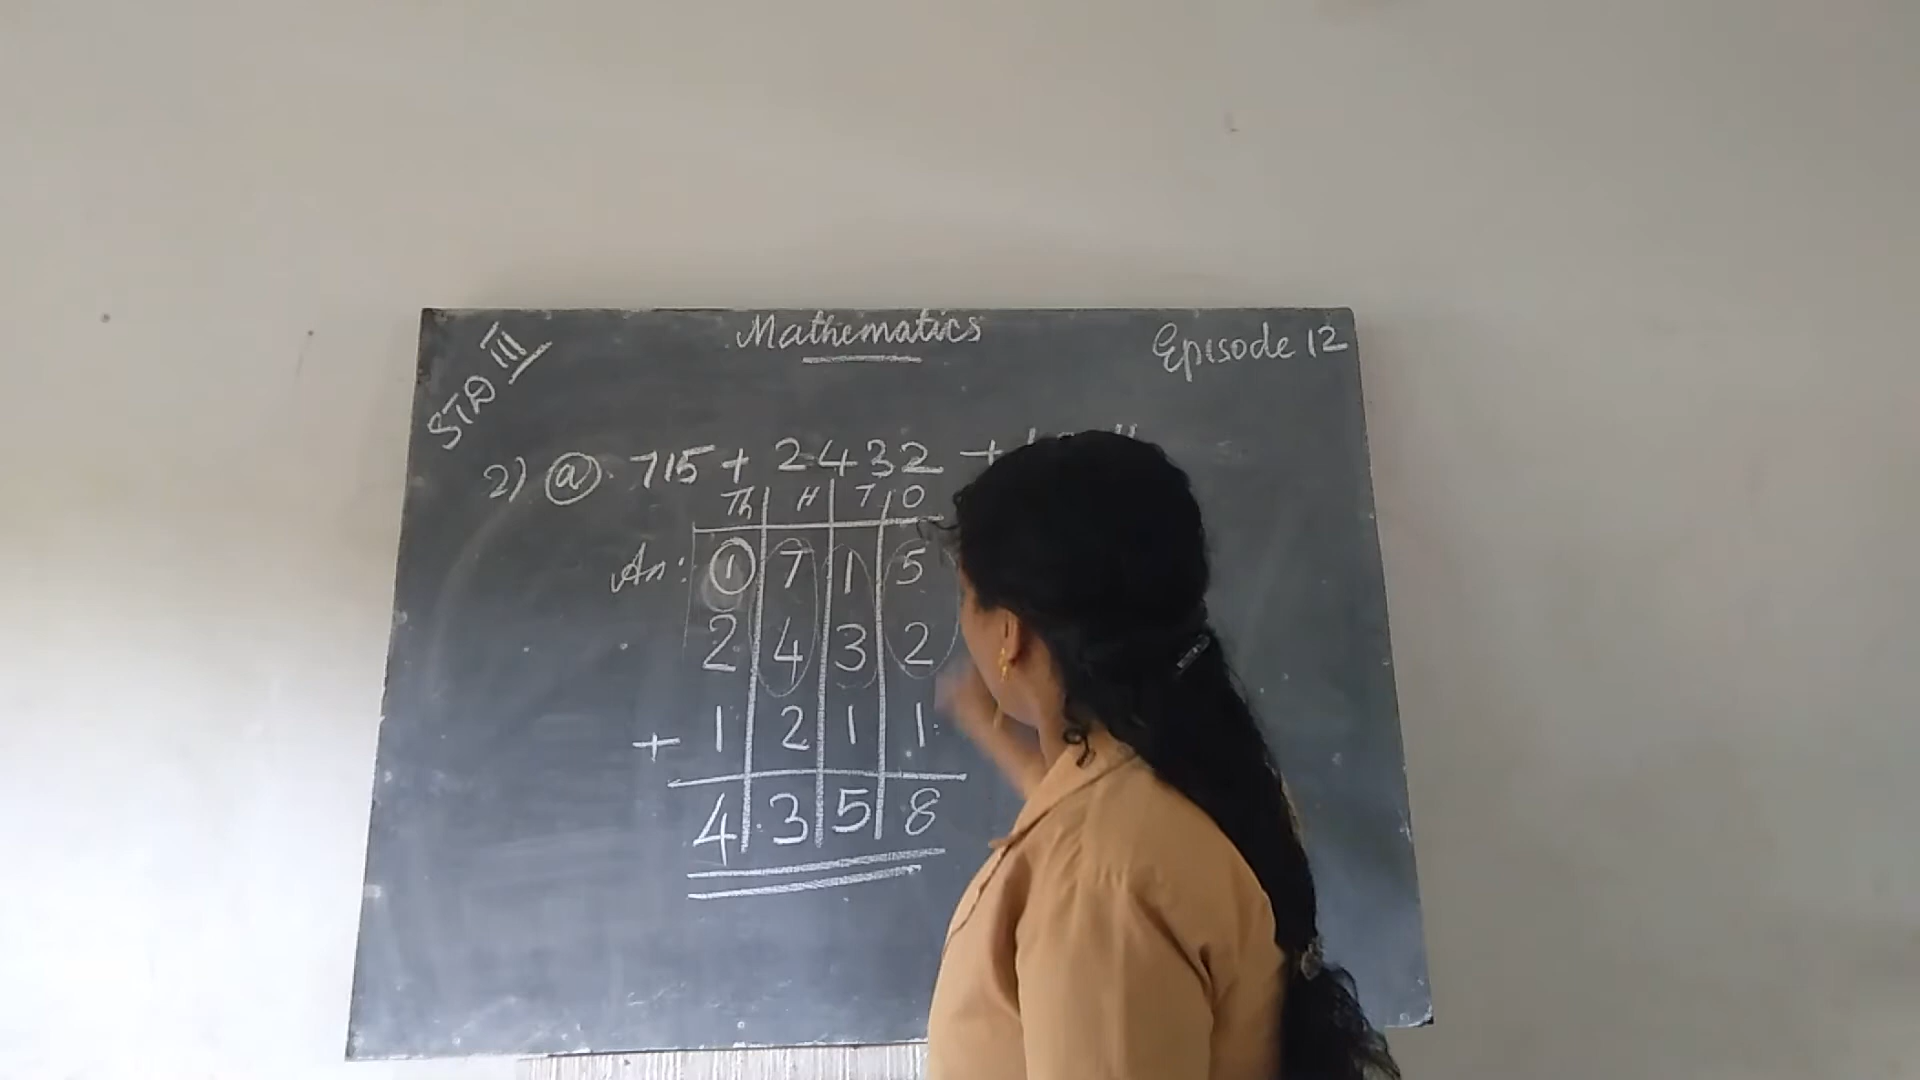 Mathematics
Episode 12
STD III
2) a 715 + 2432 +
Th H T O
An: 1 7 1 5
2 4 3 2
+ 1 2 1 1
4 3 5 8